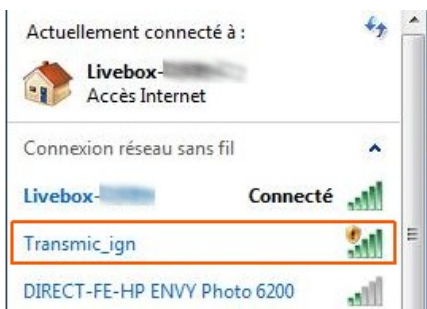 Actuellement connecté à :
Livebox-
Accès Internet
Connexion réseau sans fil
Livebox- Connecté
Transmic_ign
DIRECT-FE-HP ENVY Photo 6200